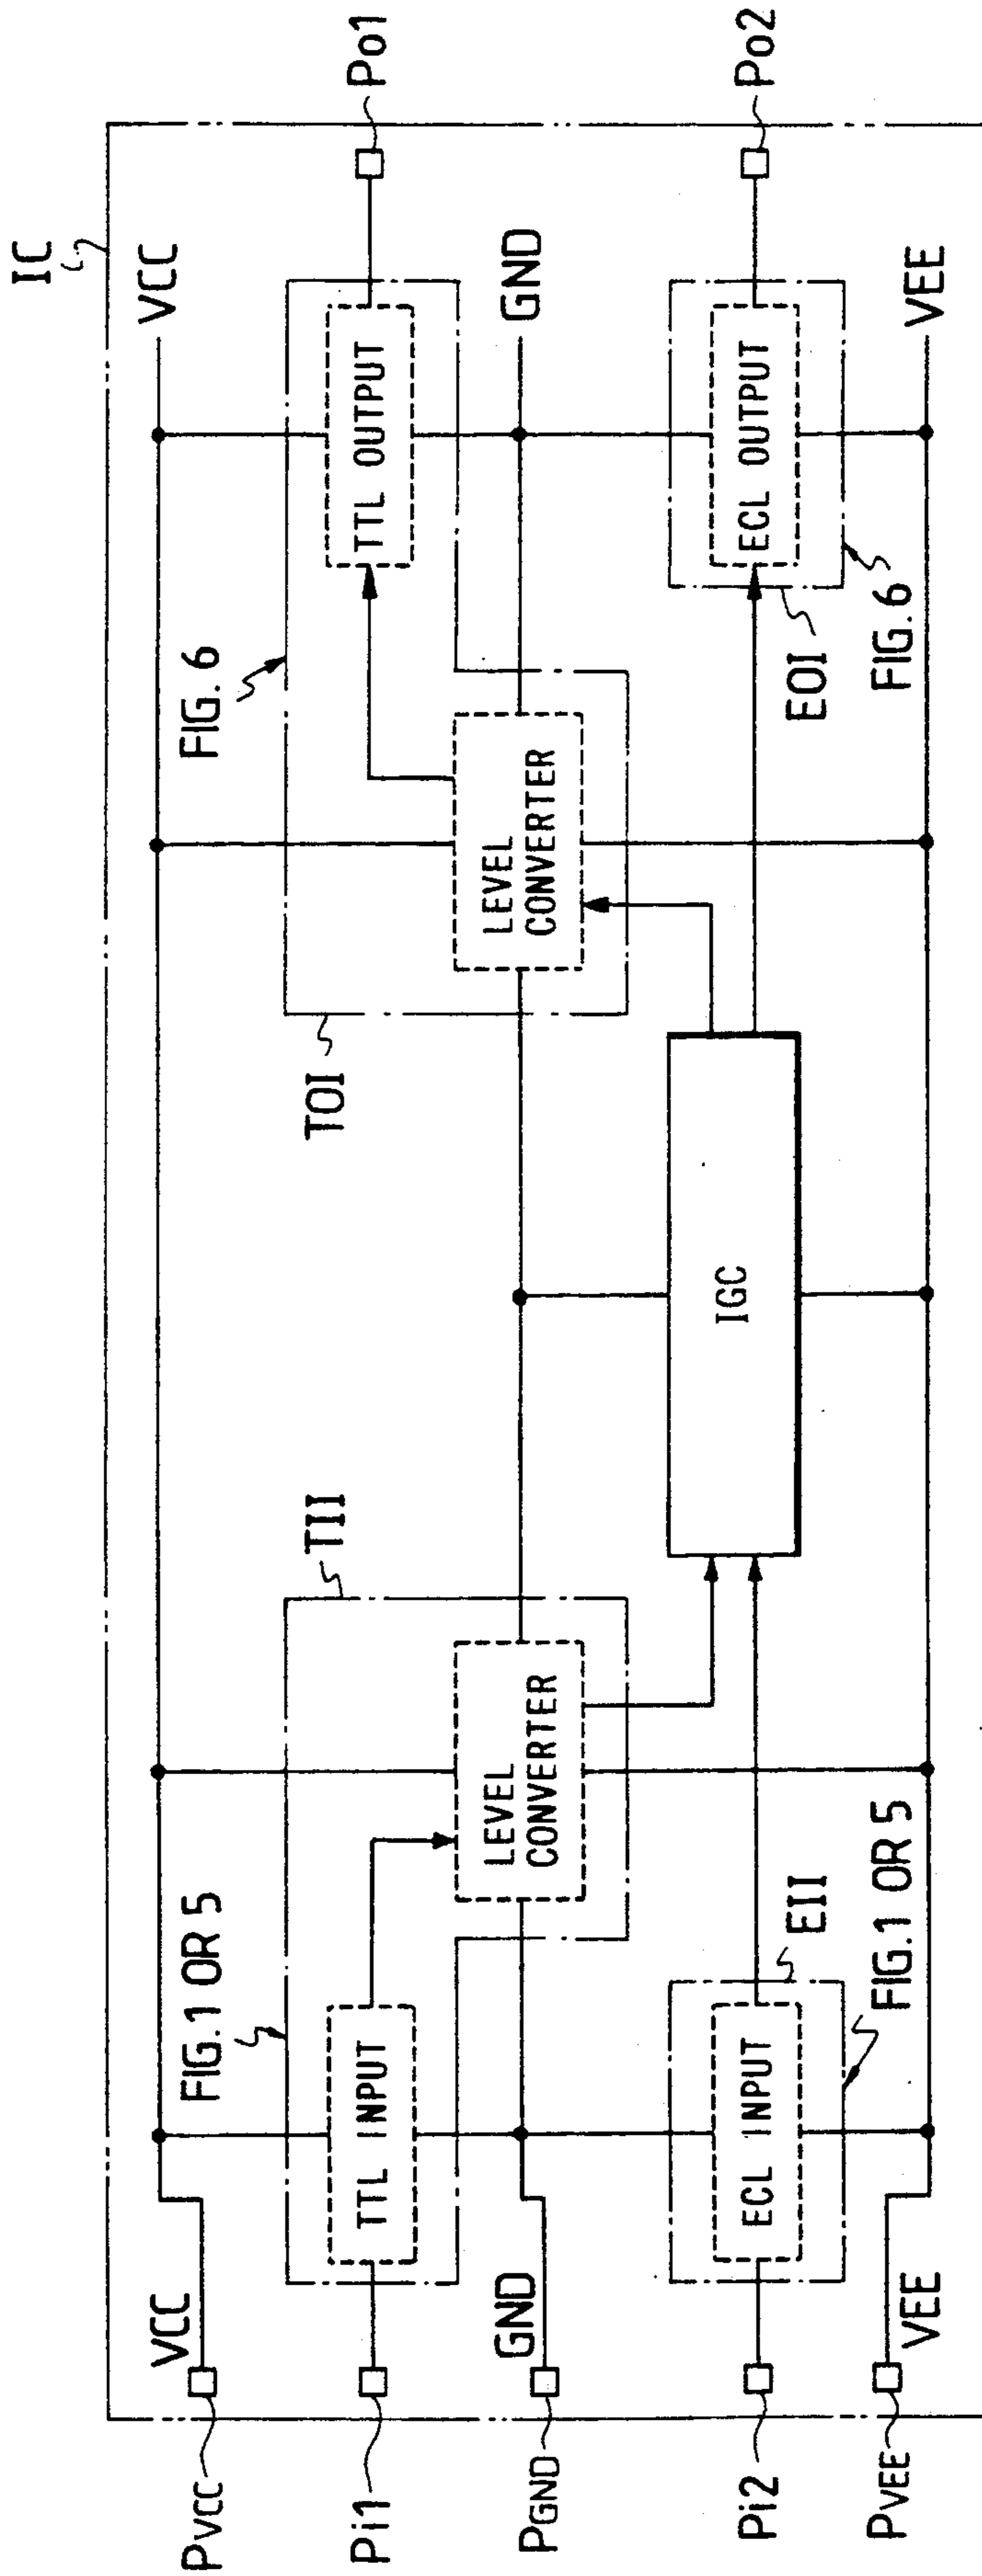 IC
VCC
VCC
PVCC
FIG. 1 OR 5
TII
FIG. 6
TOI
Pi1
TTL INPUT
TTL OUTPUT
Po1
LEVEL
CONVERTER
LEVEL
CONVERTER
GND
GND
PGND
IGC
Pi2
ECL INPUT
ECL OUTPUT
Po2
EII
EOI
FIG. 1 OR 5
FIG. 6
PVEE
VEE
VEE